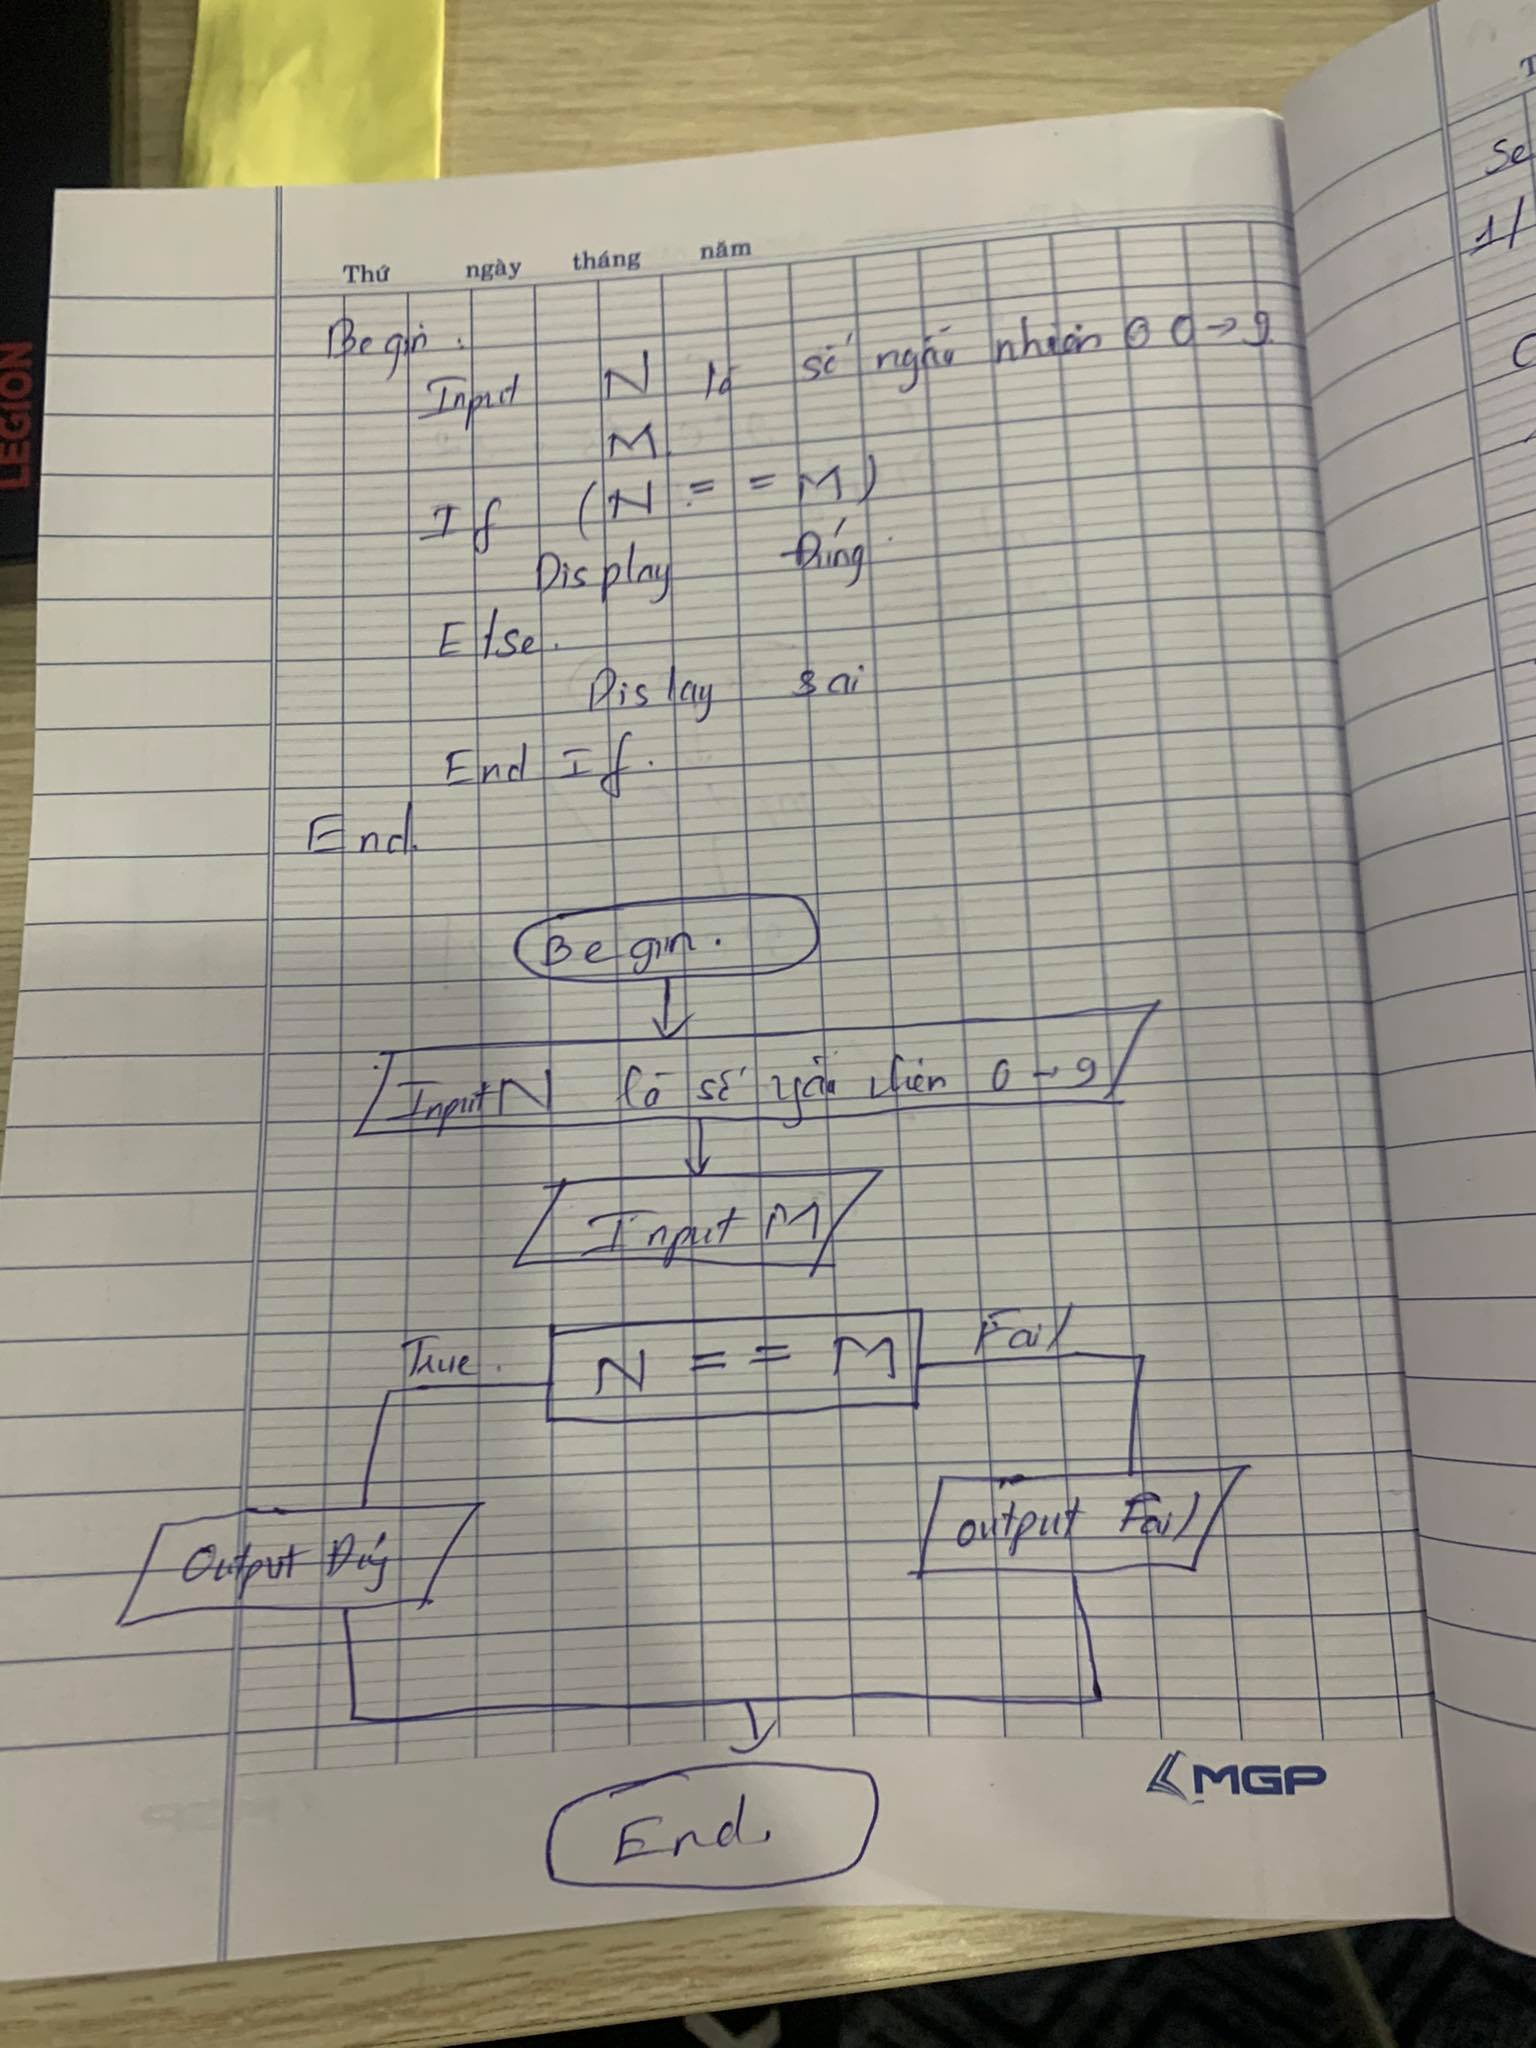 LEGION
Thứ ngày tháng năm
Begin.
Input N là số ngẫu nhiên 0 0 → 9
M
If (N = = M)
Display Đúng
Else.
Dislay sai
End If.
End.
Begin.
Input N là số nhiên 0 → 9
Input M
True. N = = M Fail
Output Đúg output Fail
End.
MGP
Se
1/